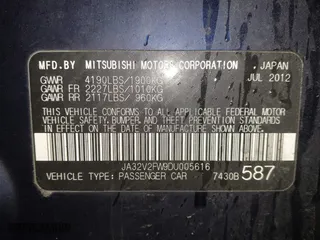 MFD.BY MITSUBISHI MOTORS CORPORATION JAPAN
GVWR 4190LBS/1900KG JUL 2012
GAWR FR 2227LBS/1010KG
GAWR RR 2117LBS/ 960KG
THIS VEHICLE CONFORMS TO ALL APPLICABLE FEDERAL MOTOR
VEHICLE SAFETY, BUMPER AND THEFT PREVENTION STANDARDS
IN EFFECT ON THE DATE OF MANUFACTURE SHOWN ABOVE.
JA32V2FW9DU005616
VEHICLE TYPE: PASSENGER CAR 7430B 587